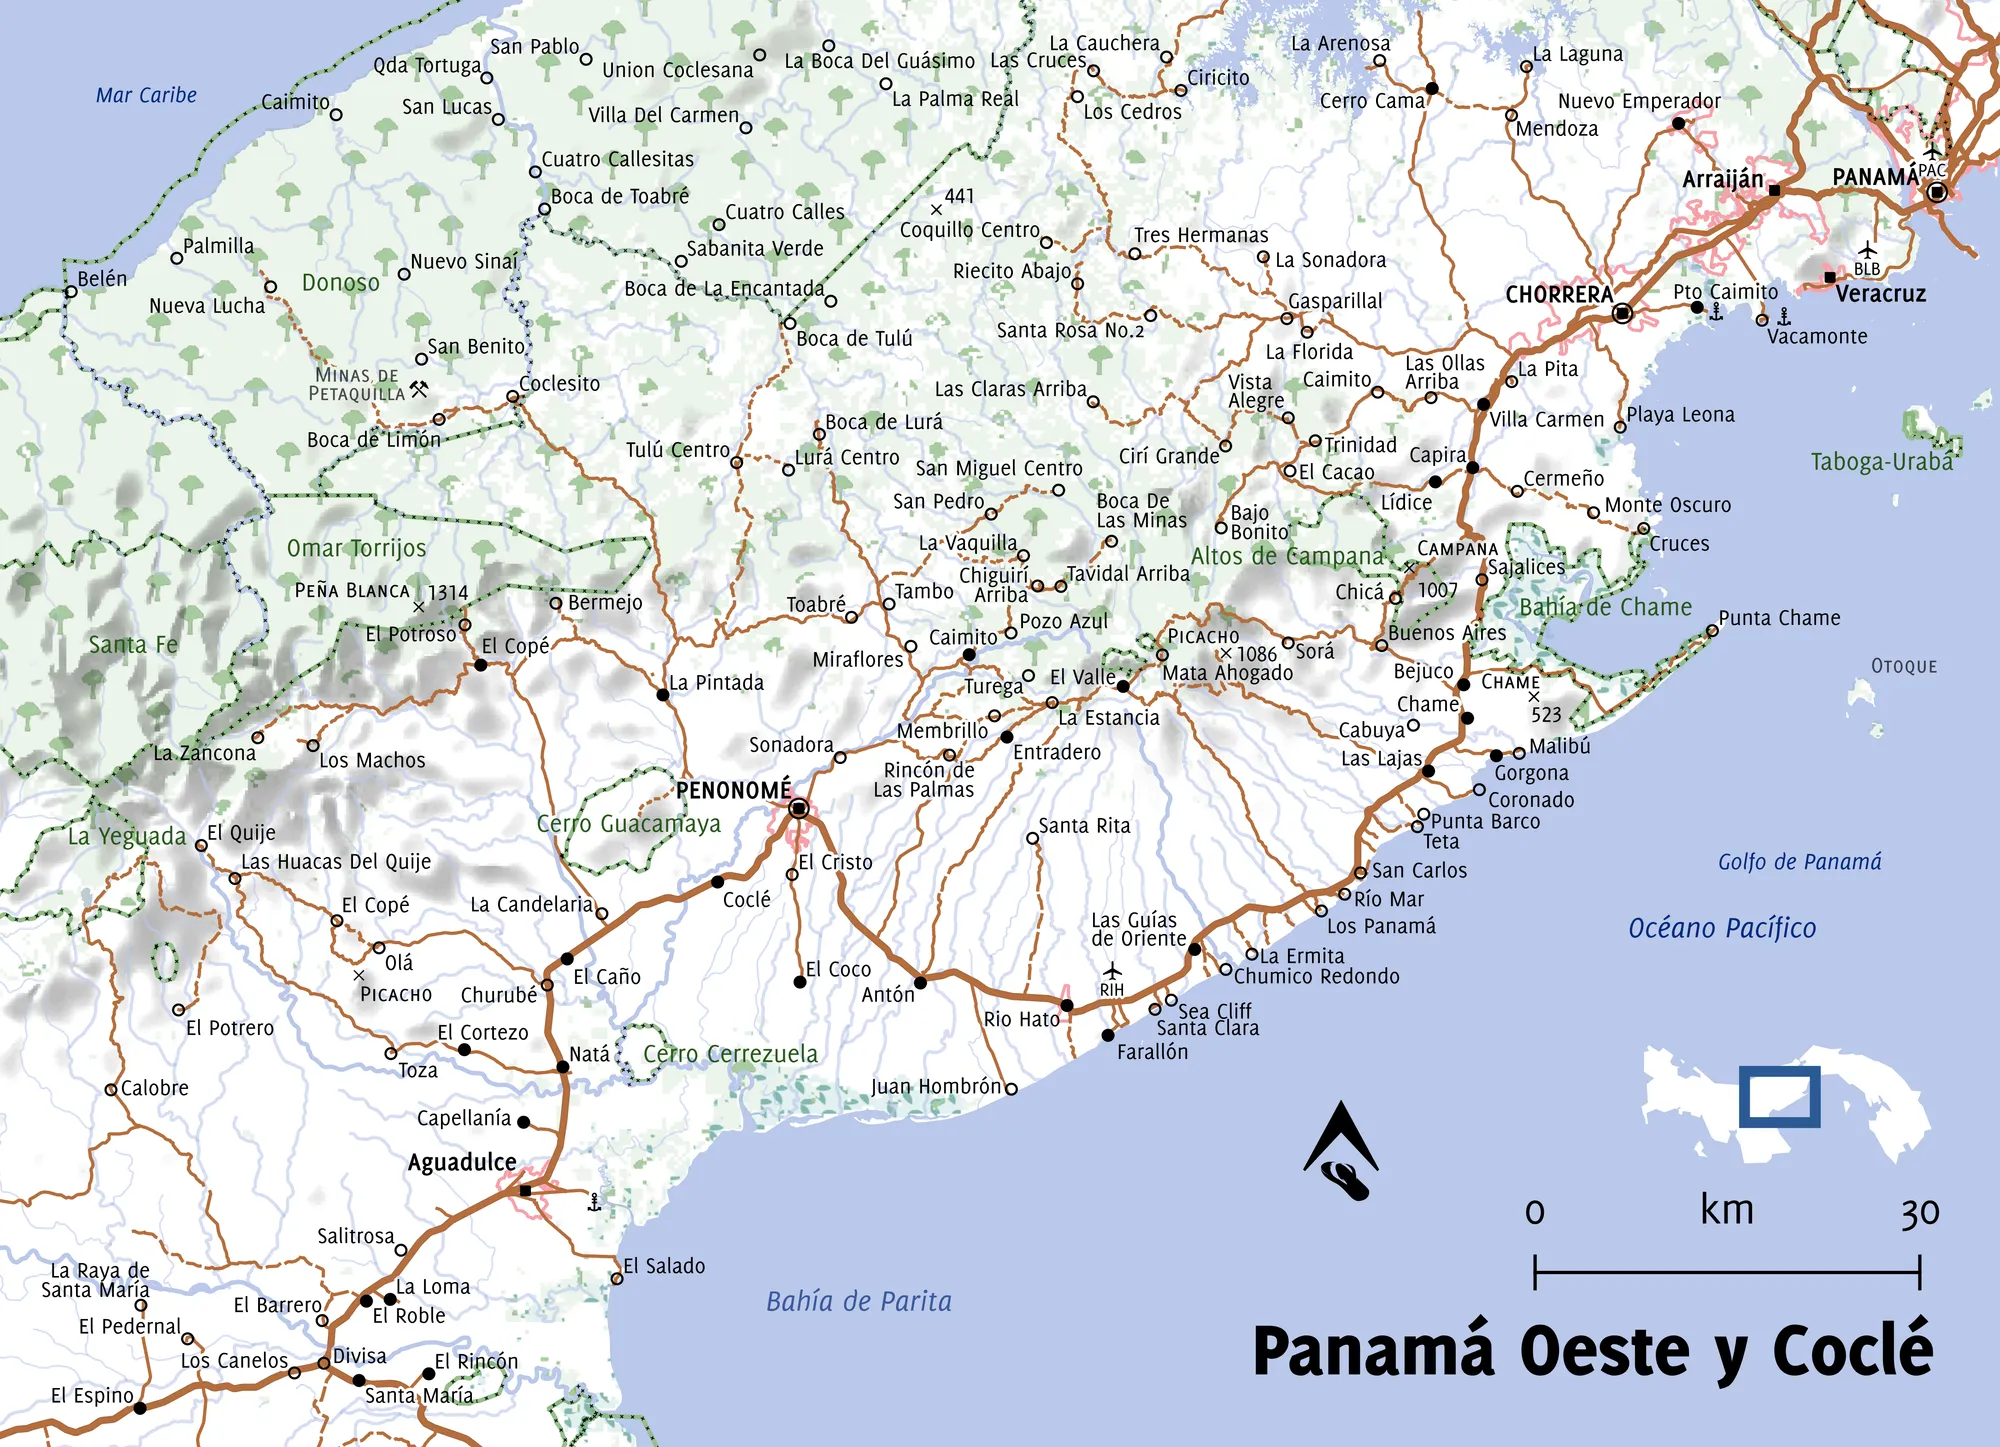 San Pablo
La Cauchera
La Arenosa
La Laguna
Qda Tortuga
Union Coclesana
La Boca Del Guásimo
Las Cruces
Ciricito
Mar Caribe
Caimito
San Lucas
Villa Del Carmen
La Palma Real
Los Cedros
Cerro Cama
Nuevo Emperador
Mendoza
Cuatro Callesitas
Arraiján
PANAMÁ
PAC
Boca de Toabré
441
Cuatro Calles
Coquillo Centro
Tres Hermanas
Palmilla
Sabanita Verde
La Sonadora
BLB
Belén
Donoso
Nuevo Sinaí
Riecito Abajo
Boca de La Encantada
CHORRERA
Pto Caimito
Veracruz
Nueva Lucha
Gasparillal
Santa Rosa No.2
Boca de Tulú
Vacamonte
San Benito
La Florida
Las Ollas
Arriba
La Pita
MINAS DE
PETAQUILLA
Coclesito
Las Claras Arriba
Vista
Alegre
Caimito
Villa Carmen
Playa Leona
Boca de Limón
Boca de Lurá
Tulú Centro
Lurá Centro
Cirí Grande
Trinidad
Capira
Taboga-Urabá
San Miguel Centro
El Cacao
Cermeño
San Pedro
Boca De
Las Minas
Lídice
Monte Oscuro
Bajo
Bonito
Omar Torrijos
La Vaquilla
Altos de Campana
CAMPANA
Cruces
Sajalices
Chiguirí
Arriba
Tavidal Arriba
PEÑA BLANCA
1314
Bermejo
Toabré
Tambo
Chicá
1007
Bahía de Chame
Santa Fe
El Potroso
El Copé
Caimito
Pozo Azul
PICACHO
1086
Sorá
Buenos Aires
Punta Chame
Miraflores
OTOQUE
La Pintada
Turega
El Valle
Mata Ahogado
Bejuco
CHAME
523
Chame
La Zancona
Los Machos
Sonadora
Membrillo
La Estancia
Entradero
Cabuya
Las Lajas
Malibú
Gorgona
PENONOMÉ
Rincón de
Las Palmas
Coronado
La Yeguada
El Quije
Cerro Guacamaya
Santa Rita
Punta Barco
Teta
Las Huacas Del Quije
El Cristo
San Carlos
Golfo de Panamá
El Copé
La Candelaria
Coclé
Río Mar
Las Guías
de Oriente
Los Panamá
Océano Pacífico
Olá
El Caño
El Coco
La Ermita
Chumico Redondo
PICACHO
Churubé
Antón
RIH
El Potrero
El Cortezo
Río Hato
Sea Cliff
Santa Clara
Toza
Natá
Cerro Cerrezuela
Farallón
Calobre
Juan Hombrón
Capellanía
Aguadulce
0 km 30
Salitrosa
La Raya de
Santa María
El Salado
La Loma
El Barrero
El Roble
Bahía de Parita
El Pedernal
Los Canelos
Divisa
El Rincón
Panamá Oeste y Coclé
El Espino
Santa María